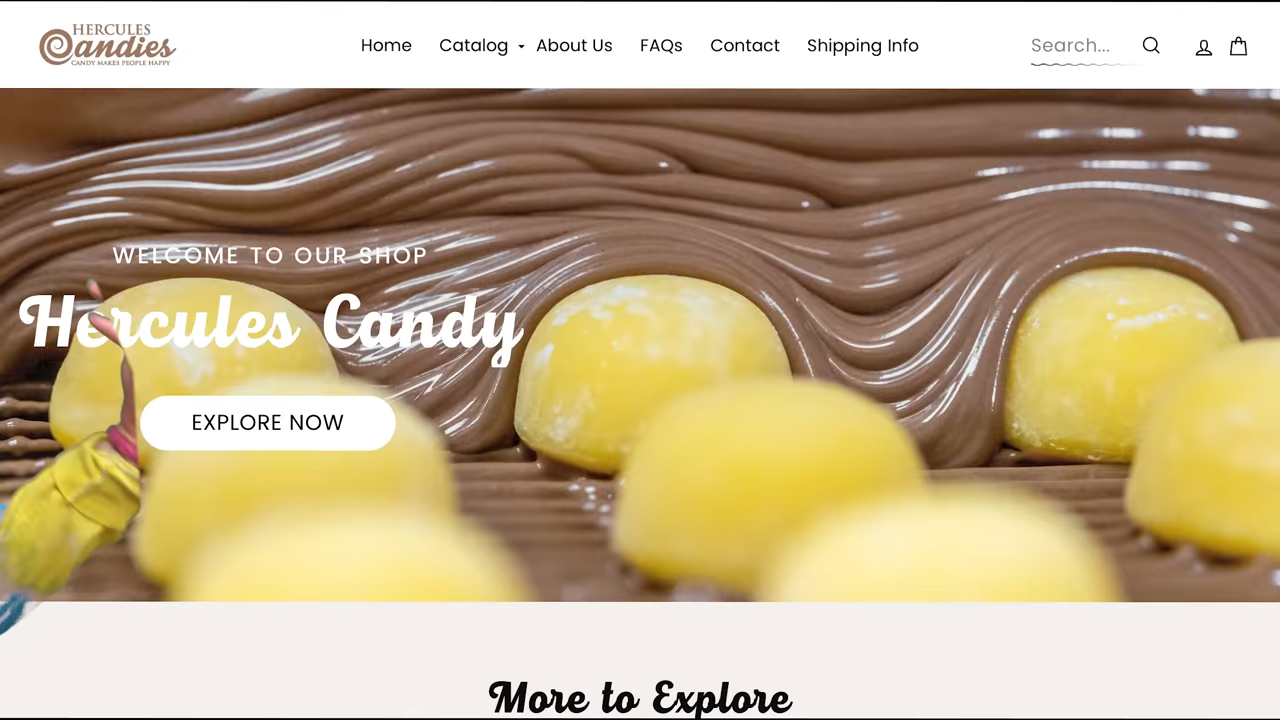 HERCULES
Candies
CANDY MAKES PEOPLE HAPPY
Home
Catalog
About Us
FAQs
Contact
Shipping Info
Search...
WELCOME TO OUR SHOP
Hercules Candy
EXPLORE NOW
More to Explore